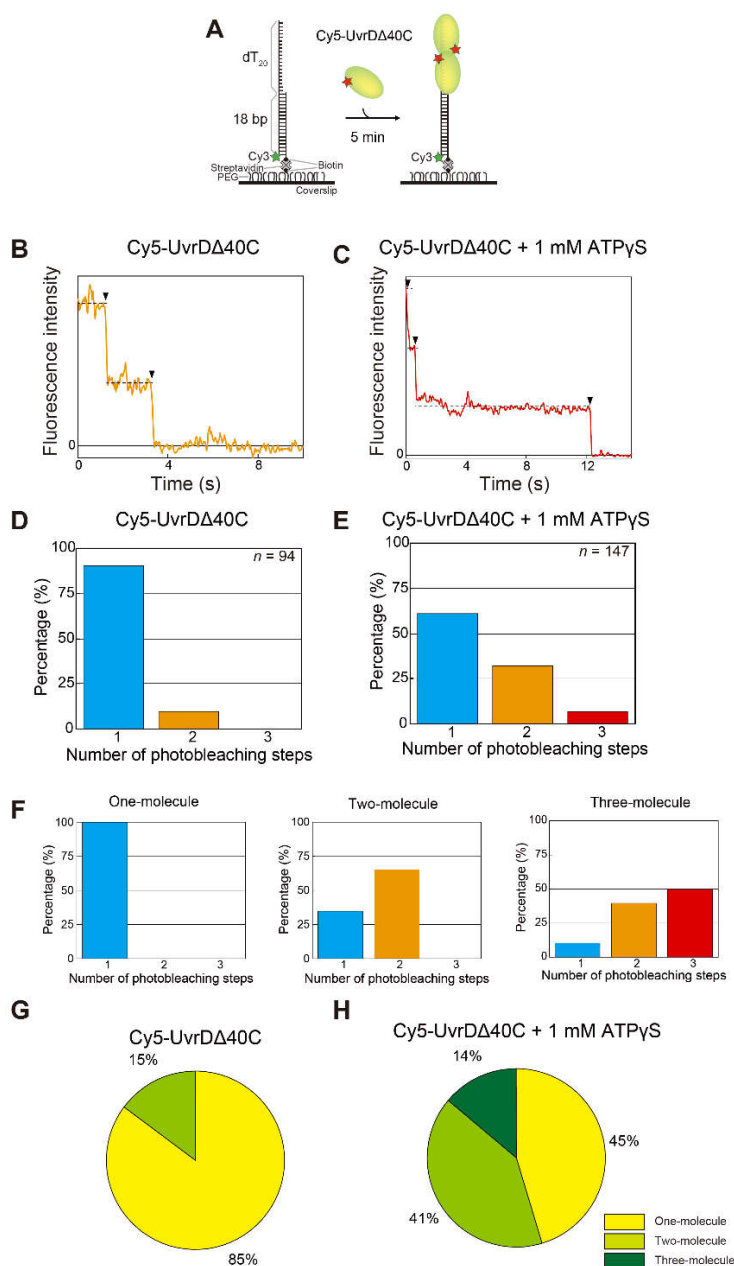 A
dT20
18 bp
Cy3
Streptavidin
PEG
Biotin
Coverslip
Cy5-UvrDΔ40C
5 min
Cy3
B
Cy5-UvrDΔ40C
Fluorescence intensity
0
0
4
8
Time (s)
C
Cy5-UvrDΔ40C + 1 mM ATPγS
Fluorescence intensity
0
0
4
8
12
Time (s)
D
Cy5-UvrDΔ40C
n = 94
Percentage (%)
100
75
50
25
0
1 2 3
Number of photobleaching steps
E
Cy5-UvrDΔ40C + 1 mM ATPγS
n = 147
Percentage (%)
100
75
50
25
0
1 2 3
Number of photobleaching steps
F
One-molecule
Percentage (%)
100
75
50
25
0
1 2 3
Number of photobleaching steps
Two-molecule
Percentage (%)
100
75
50
25
0
1 2 3
Number of photobleaching steps
Three-molecule
Percentage (%)
100
75
50
25
0
1 2 3
Number of photobleaching steps
G
Cy5-UvrDΔ40C
15%
85%
H
Cy5-UvrDΔ40C + 1 mM ATPγS
14%
45%
41%
One-molecule
Two-molecule
Three-molecule